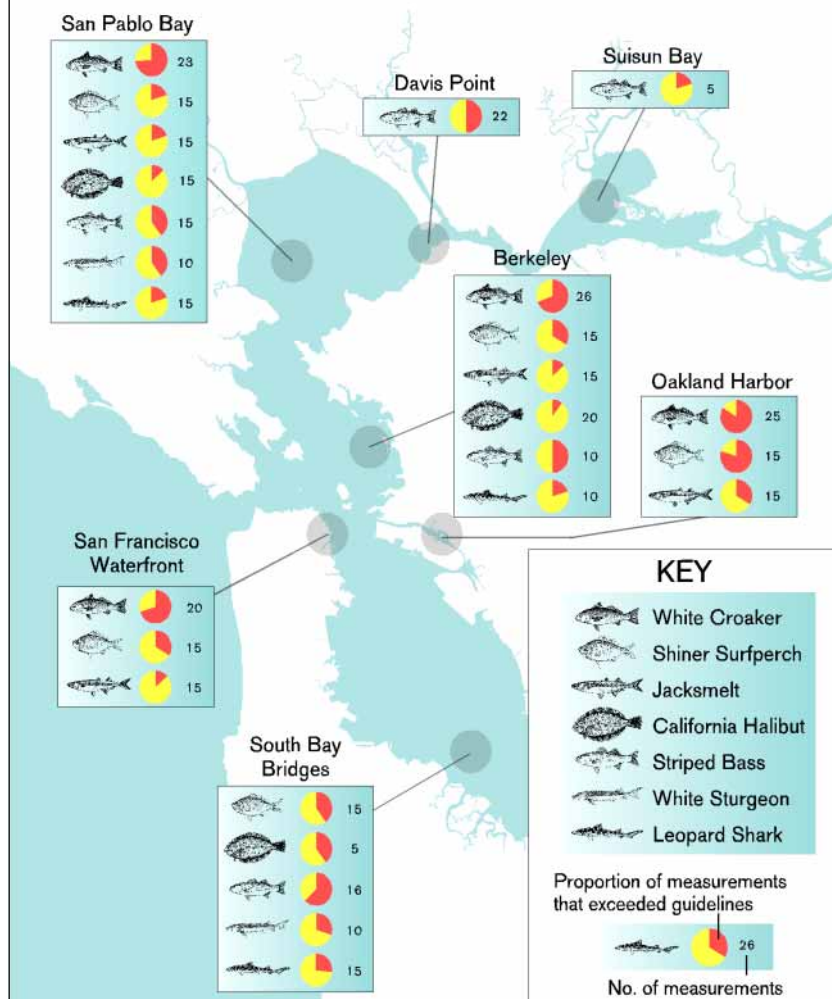 San Pablo Bay
23
15
15
15
15
10
15
Davis Point
22
Suisun Bay
5
Berkeley
26
15
15
20
10
10
Oakland Harbor
25
15
15
San Francisco
Waterfront
20
15
15
South Bay
Bridges
15
5
16
10
15
KEY
White Croaker
Shiner Surfperch
Jacksmelt
California Halibut
Striped Bass
White Sturgeon
Leopard Shark
Proportion of measurements
that exceeded guidelines
26
No. of measurements